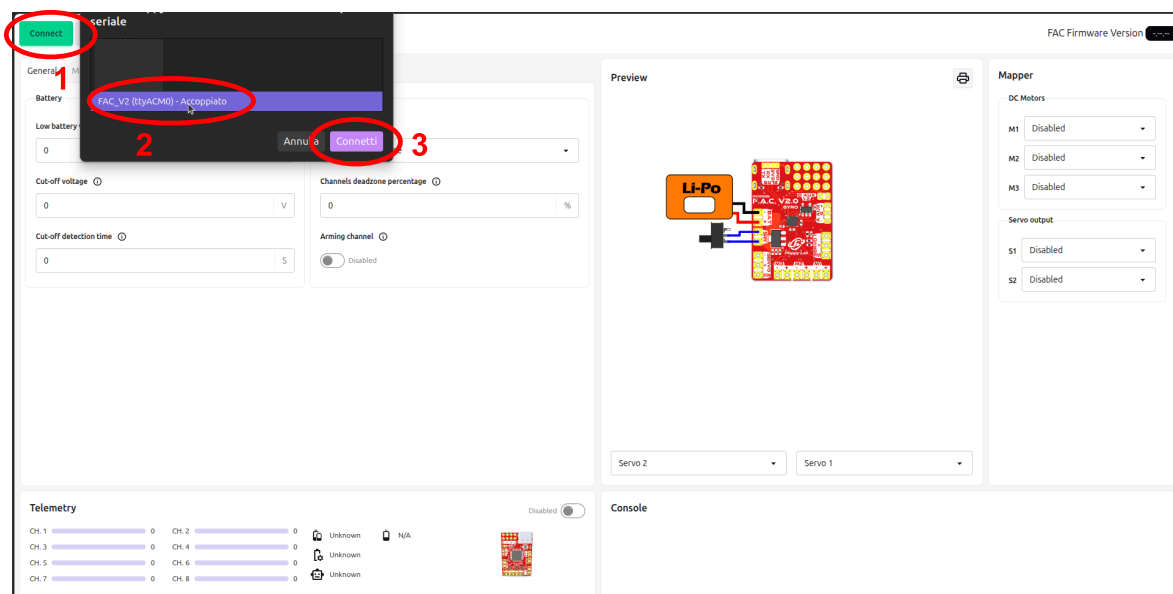 Connect
seriale
FAC Firmware Version -.--.--
1
General
FAC_V2 (ttyACM0) - Accoppiato
2
Annulla
Connetti
3
Battery
Low battery
0
Cut-off voltage
0 V
Channels deadzone percentage
0 %
Cut-off detection time
0 S
Arming channel
Disabled
Preview
Li-Po
F.A.C. V2.0
GYRO
Servo 2
Servo 1
Mapper
DC Motors
M1 Disabled
M2 Disabled
M3 Disabled
Servo output
S1 Disabled
S2 Disabled
Telemetry
Disabled
CH. 1 0 CH. 2 0 Unknown N/A
CH. 3 0 CH. 4 0 Unknown
CH. 5 0 CH. 6 0 Unknown
CH. 7 0 CH. 8 0
Console